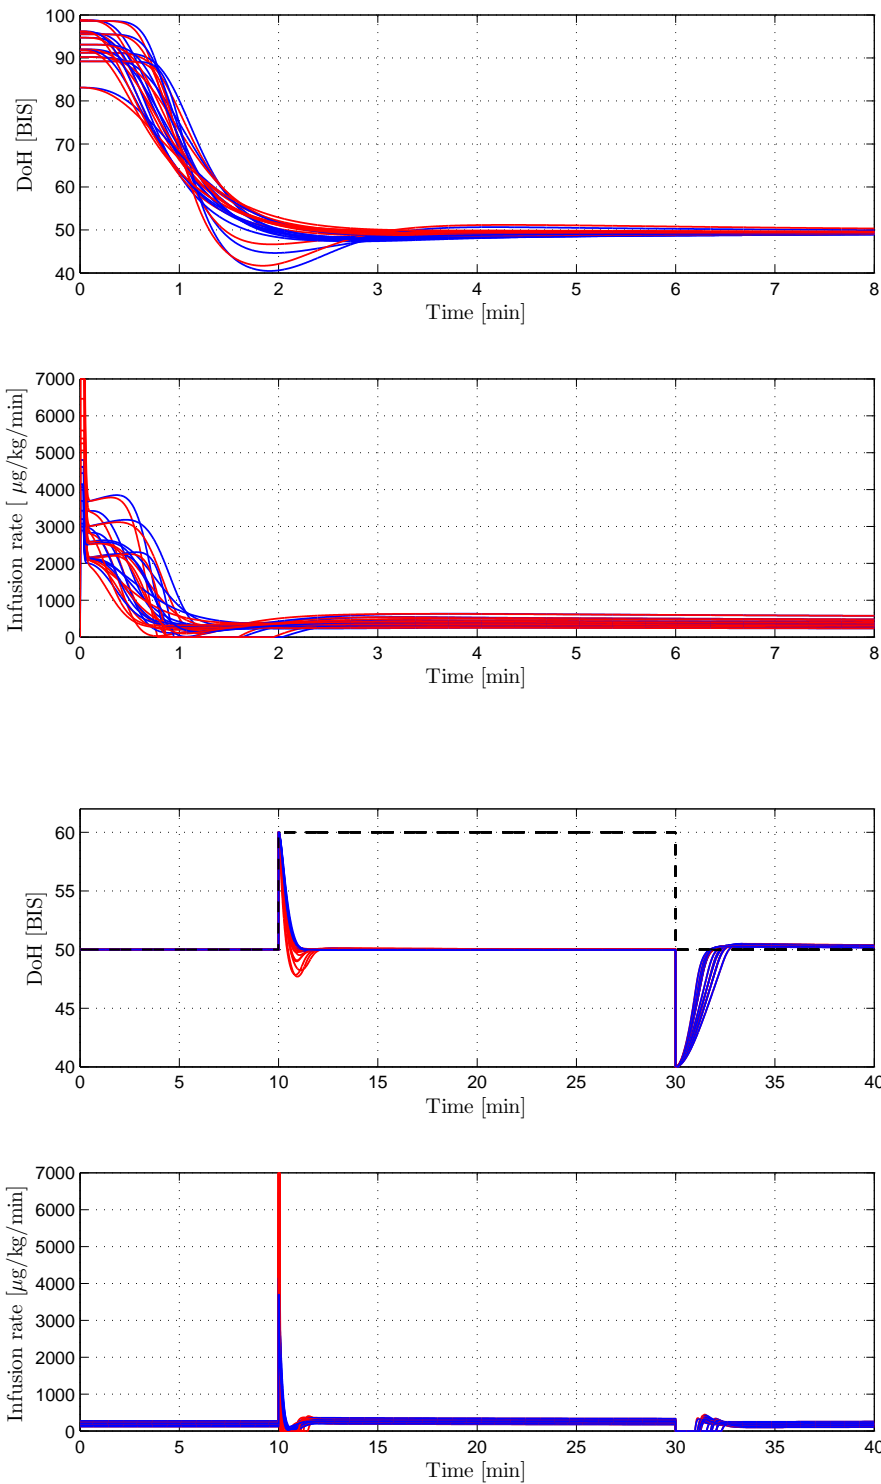 100
90
80
70
60
50
40
DoH [BIS]
0 1 2 3 4 5 6 7 8
Time [min]
7000
6000
5000
4000
3000
2000
1000
0
Infusion rate [ µg/kg/min]
0 1 2 3 4 5 6 7 8
Time [min]
60
55
50
45
40
DoH [BIS]
0 5 10 15 20 25 30 35 40
Time [min]
7000
6000
5000
4000
3000
2000
1000
0
Infusion rate [µg/kg/min]
0 5 10 15 20 25 30 35 40
Time [min]